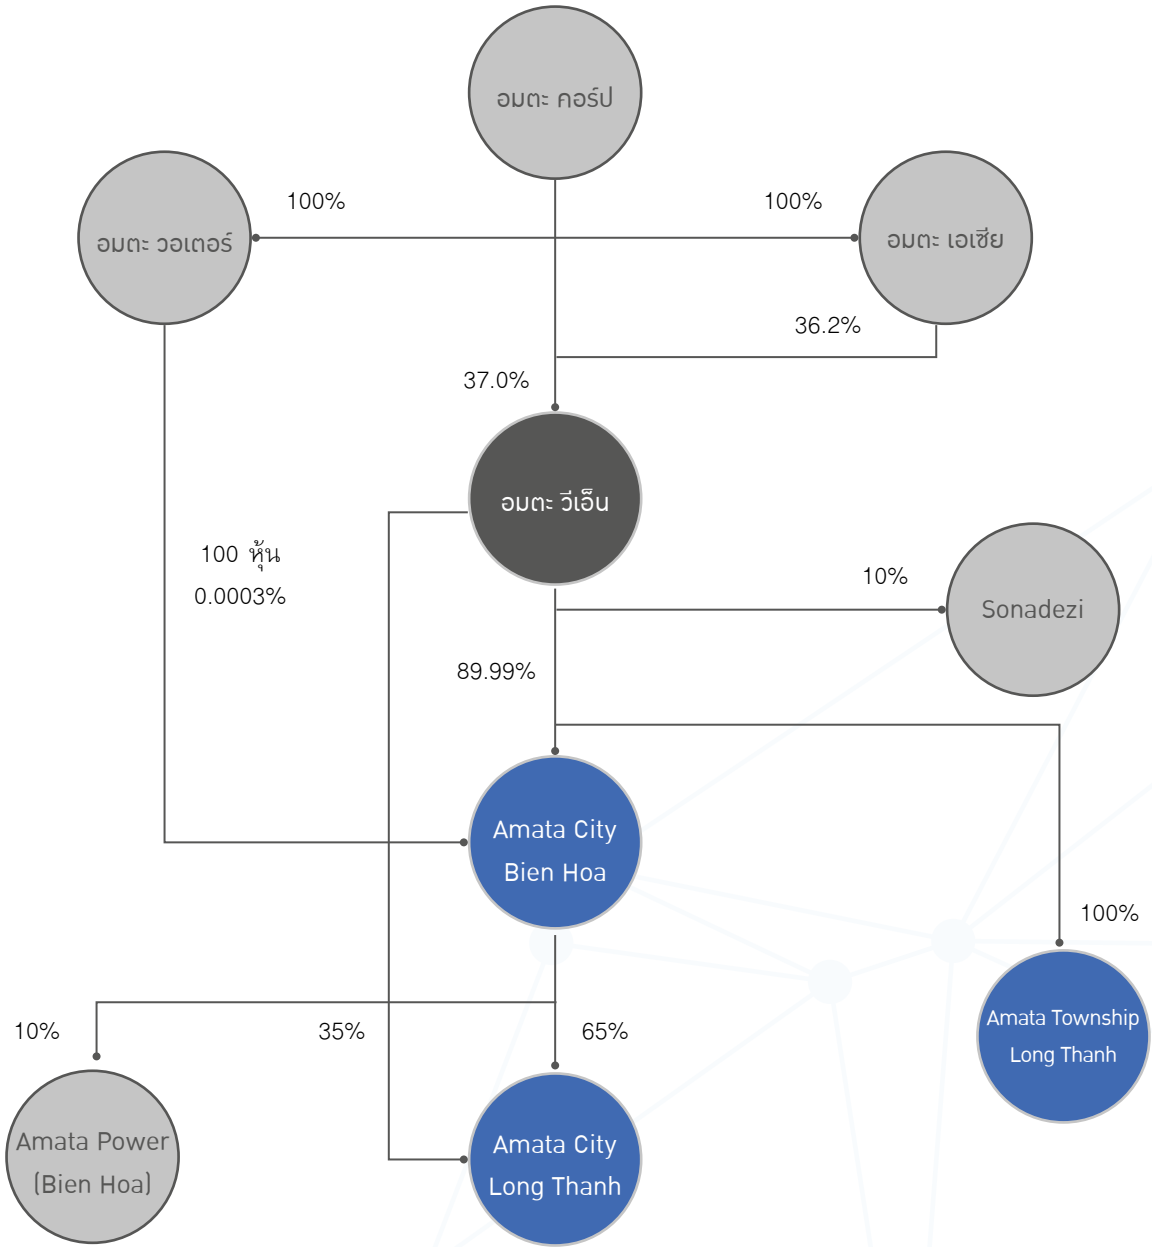 อมตะ คอร์ป
100%
100%
อมตะ วอเตอร์
อมตะ เอเซีย
36.2%
37.0%
อมตะ วีเอ็น
100 หุ้น
0.0003%
10%
Sonadezi
89.99%
Amata City
Bien Hoa
100%
Amata Township
Long Thanh
10%
35%
65%
Amata Power
(Bien Hoa)
Amata City
Long Thanh